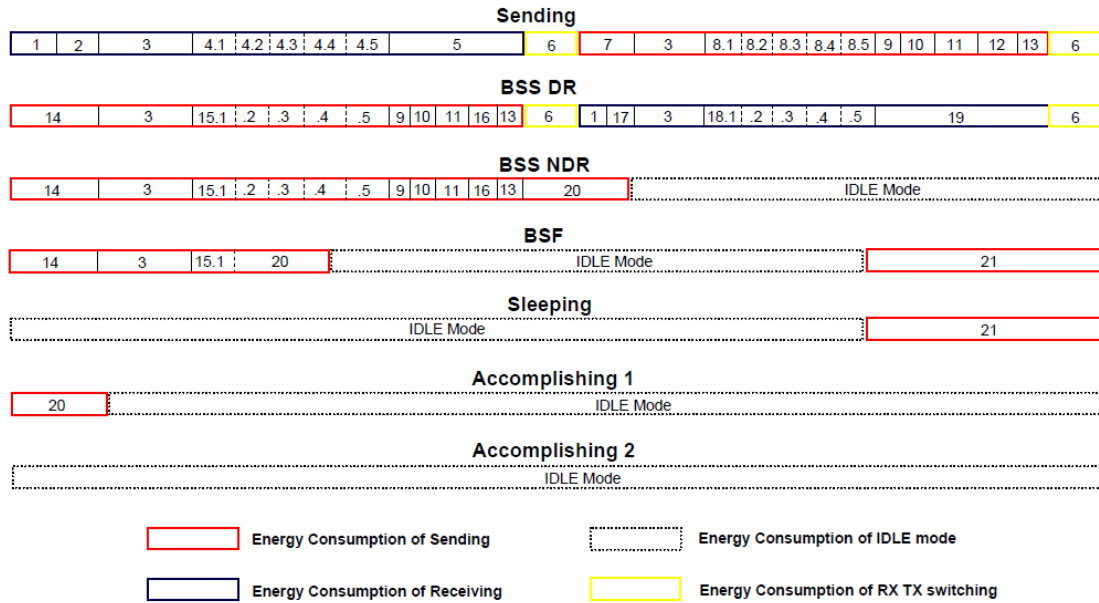 Sending
1 2 3 4.1 4.2 4.3 4.4 4.5 5 6 7 3 8.1 8.2 8.3 8.4 8.5 9 10 11 12 13 6
BSS DR
14 3 15.1 .2 .3 .4 .5 9 10 11 16 13 6 1 17 3 18.1 .2 .3 .4 .5 19 6
BSS NDR
14 3 15.1 .2 .3 .4 .5 9 10 11 16 13 20 IDLE Mode
BSF
14 3 15.1 20 IDLE Mode 21
Sleeping
IDLE Mode 21
Accomplishing 1
20 IDLE Mode
Accomplishing 2
IDLE Mode
Energy Consumption of Sending Energy Consumption of IDLE mode
Energy Consumption of Receiving Energy Consumption of RX TX switching